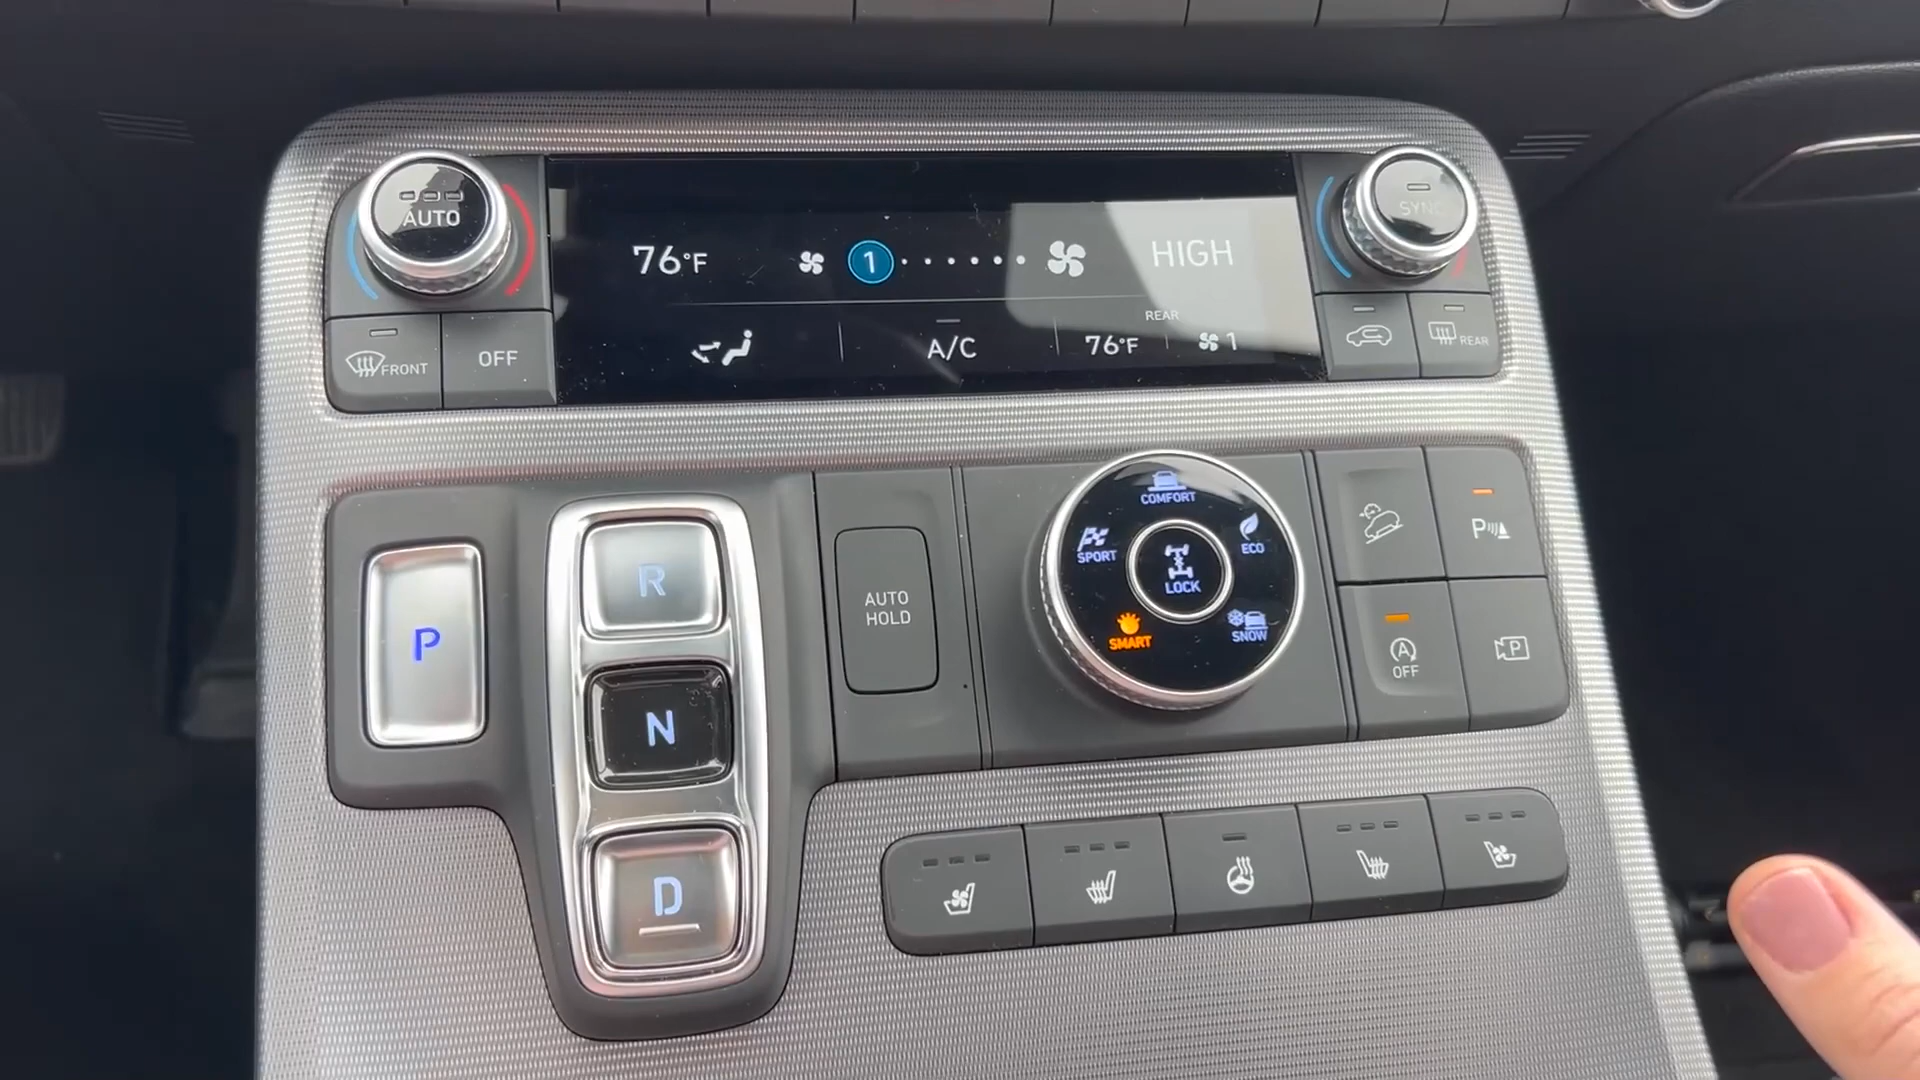 AUTO
76°F
1
HIGH
SYNC
FRONT
OFF
A/C
REAR
76°F
1
REAR
P
R
N
D
AUTO
HOLD
COMFORT
SPORT
ECO
LOCK
SMART
SNOW
P
A
OFF
P